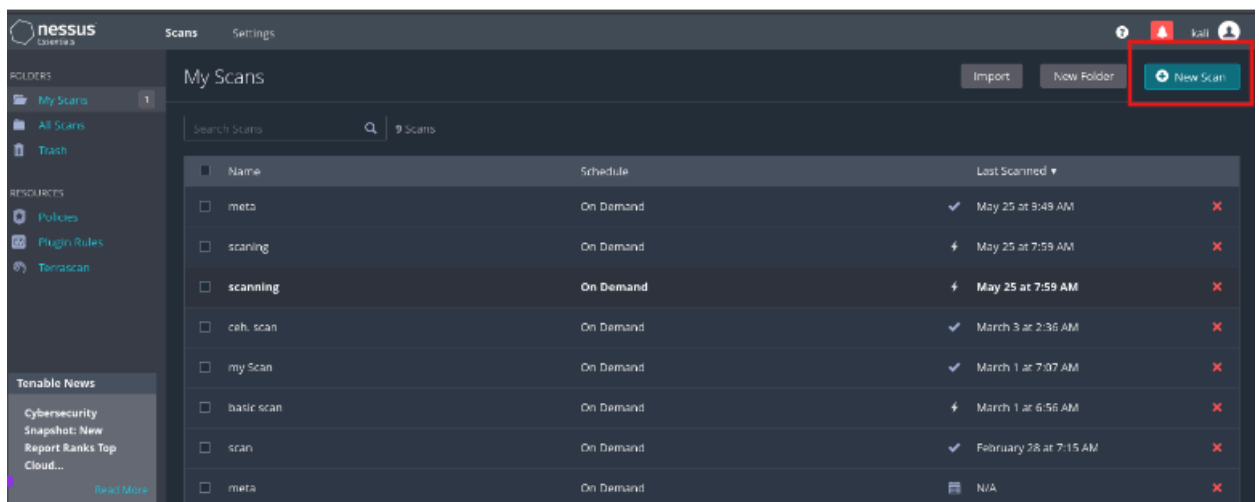 nessus
Essentials
Scans Settings
kali
FOLDERS
My Scans 1
All Scans
Trash
RESOURCES
Policies
Plugin Rules
Terrascan
Tenable News
Cybersecurity
Snapshot: New
Report Ranks Top
Cloud...
Read More
My Scans
Import New Folder New Scan
Search Scans 9 Scans
Name Schedule Last Scanned
meta On Demand May 25 at 9:49 AM
scaning On Demand May 25 at 7:59 AM
scanning On Demand May 25 at 7:59 AM
ceh. scan On Demand March 3 at 2:36 AM
my Scan On Demand March 1 at 7:07 AM
basic scan On Demand March 1 at 6:56 AM
scan On Demand February 28 at 7:15 AM
meta On Demand N/A